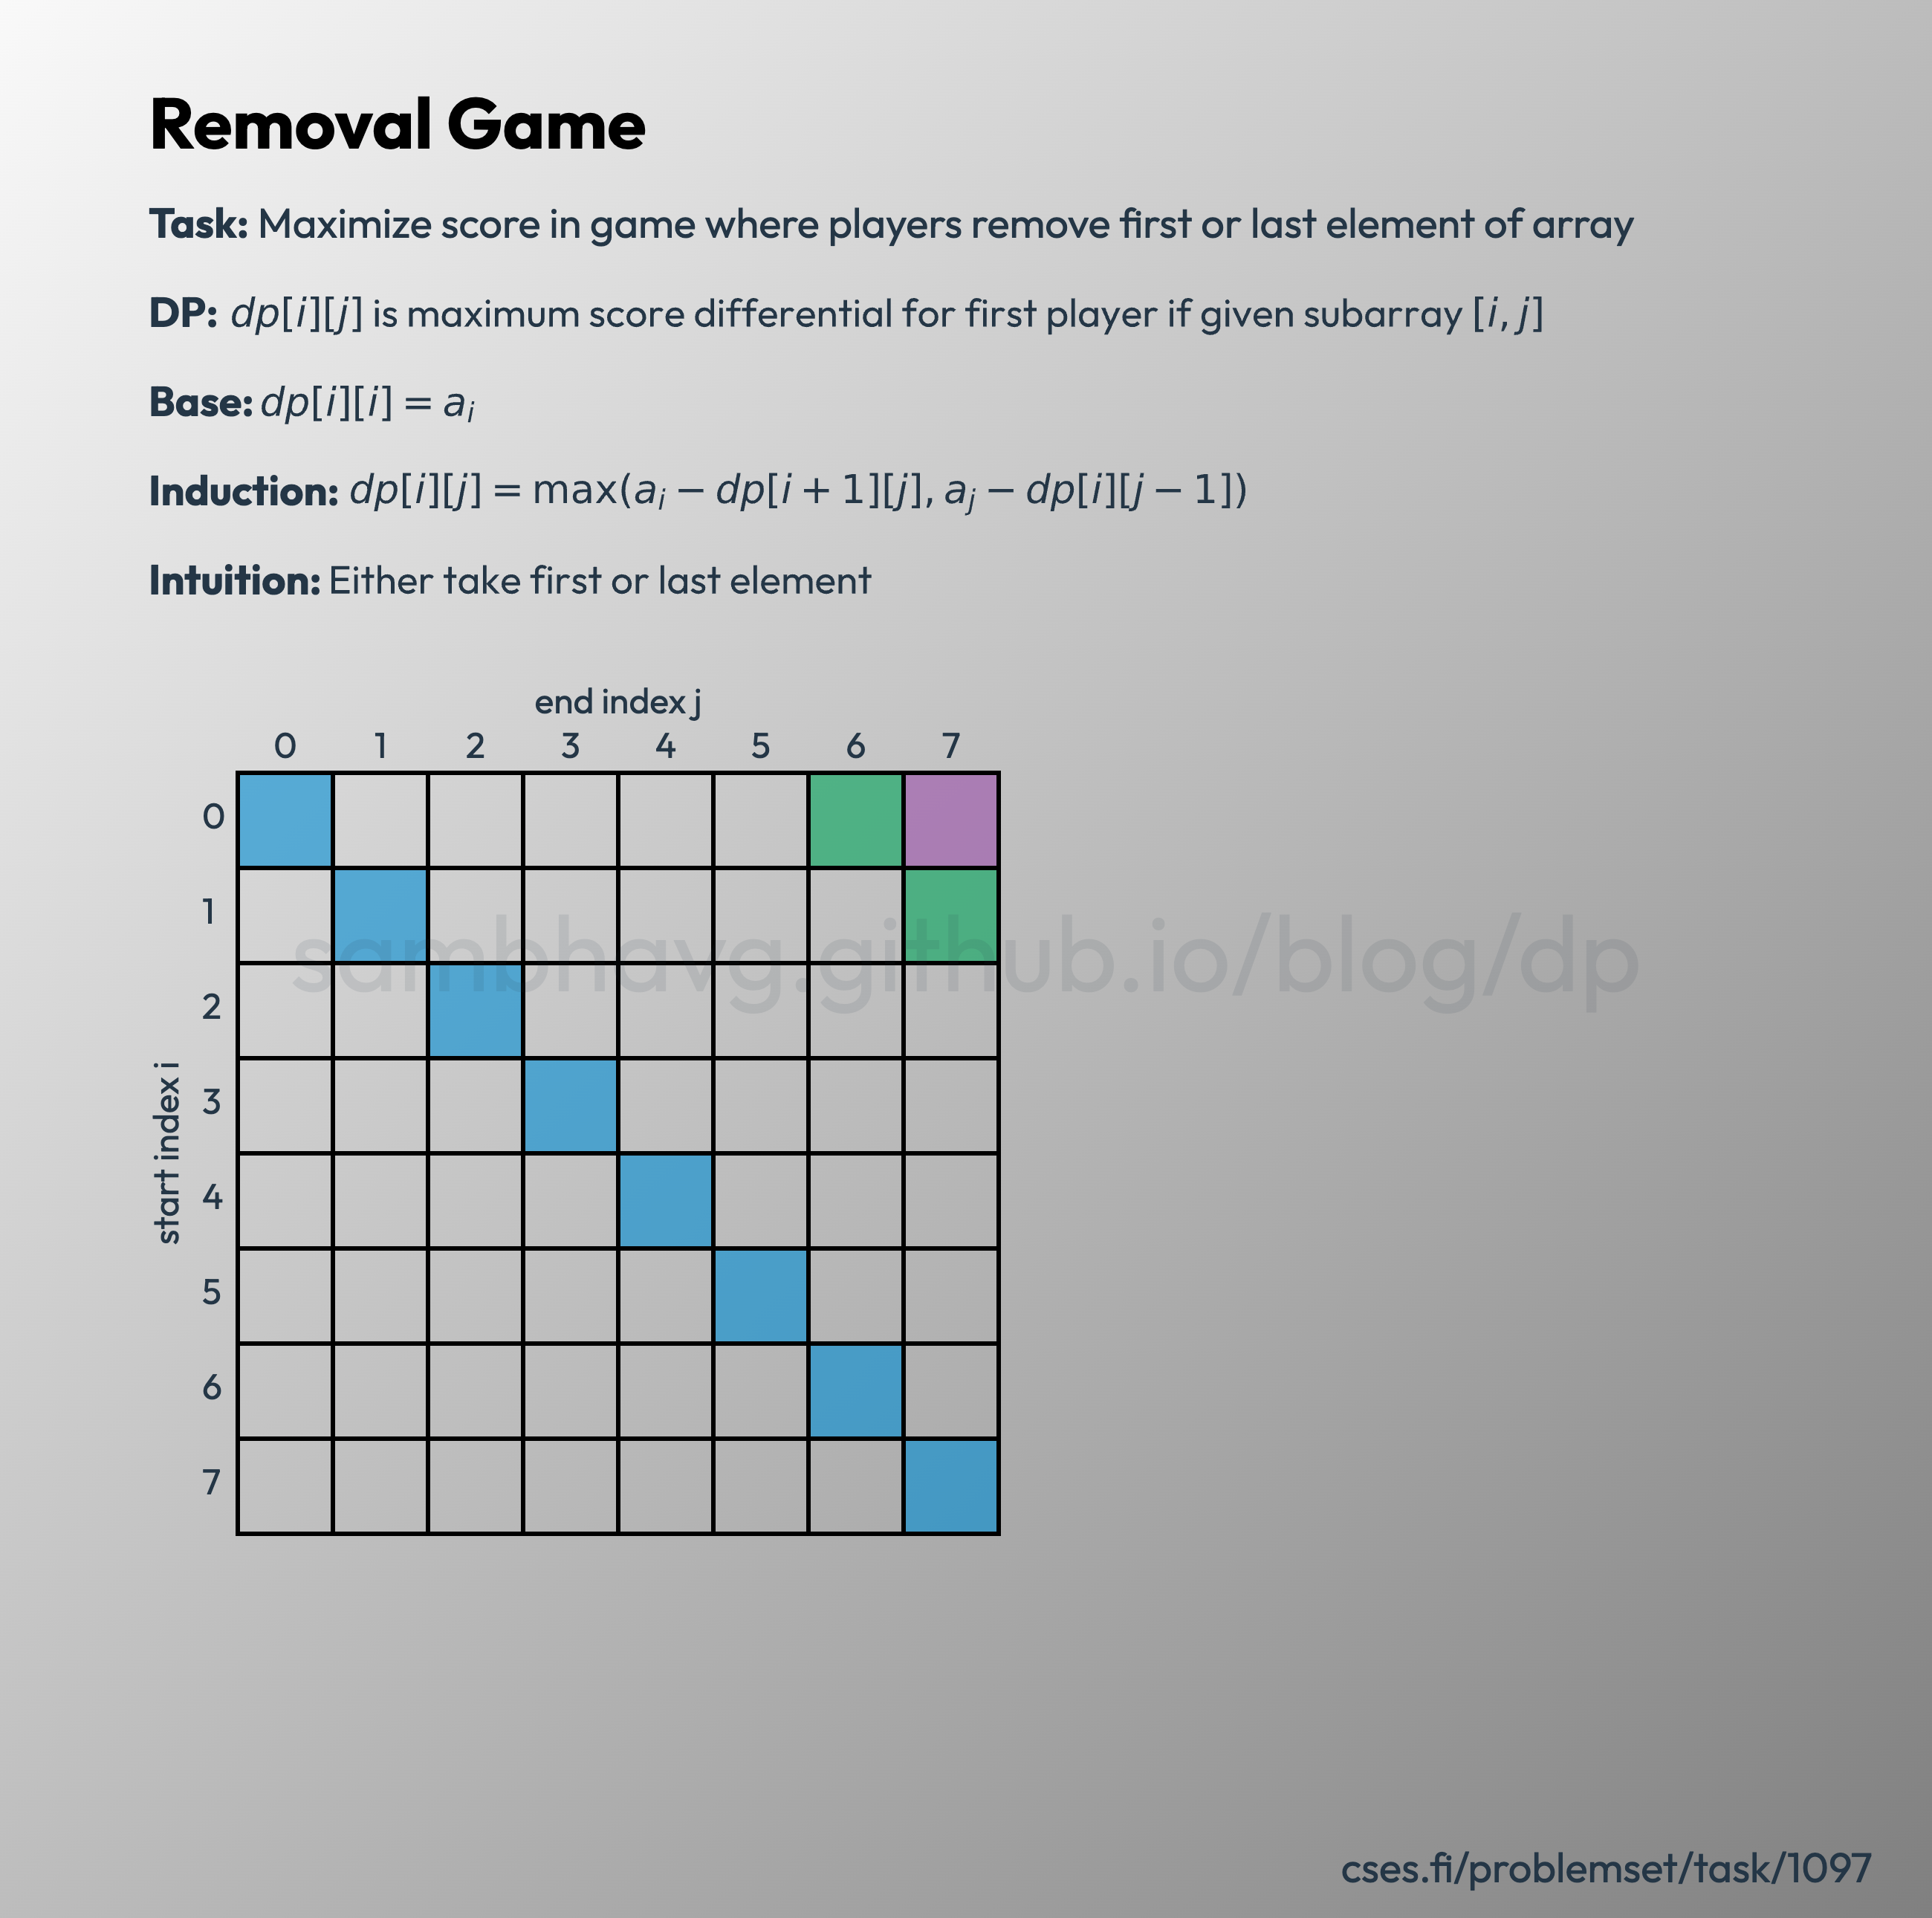 Removal Game
Task: Maximize score in game where players remove first or last element of array
DP: dp[i][j] is maximum score differential for first player if given subarray [i, j]
Base: dp[i][i] = aᵢ
Induction: dp[i][j] = max(aᵢ − dp[i + 1][j], aⱼ − dp[i][j − 1])
Intuition: Either take first or last element
end index j
0 1 2 3 4 5 6 7
0
1
sambhavg.github.io/blog/dp
2
start index i
3
4
5
6
7
cses.fi/problemset/task/1097